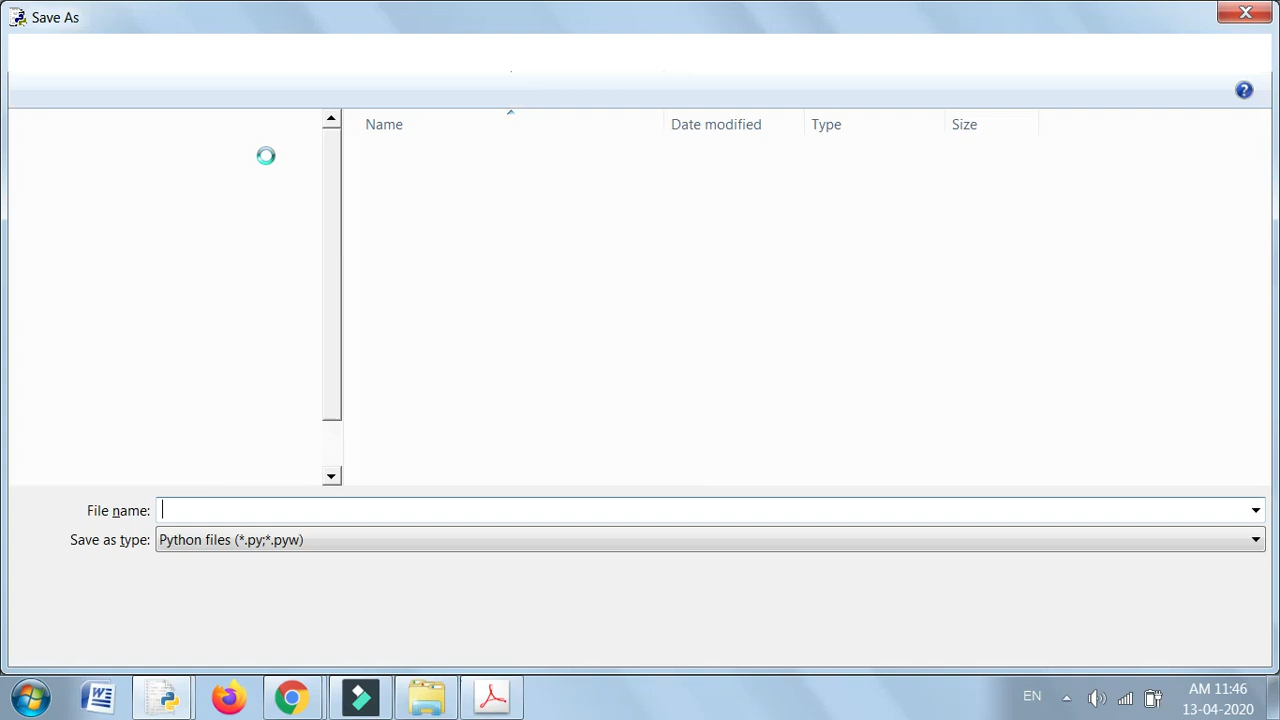 Save As
Name Date modified Type Size
File name:
Save as type: Python files (*.py;*.pyw)
EN AM 11:46
13-04-2020